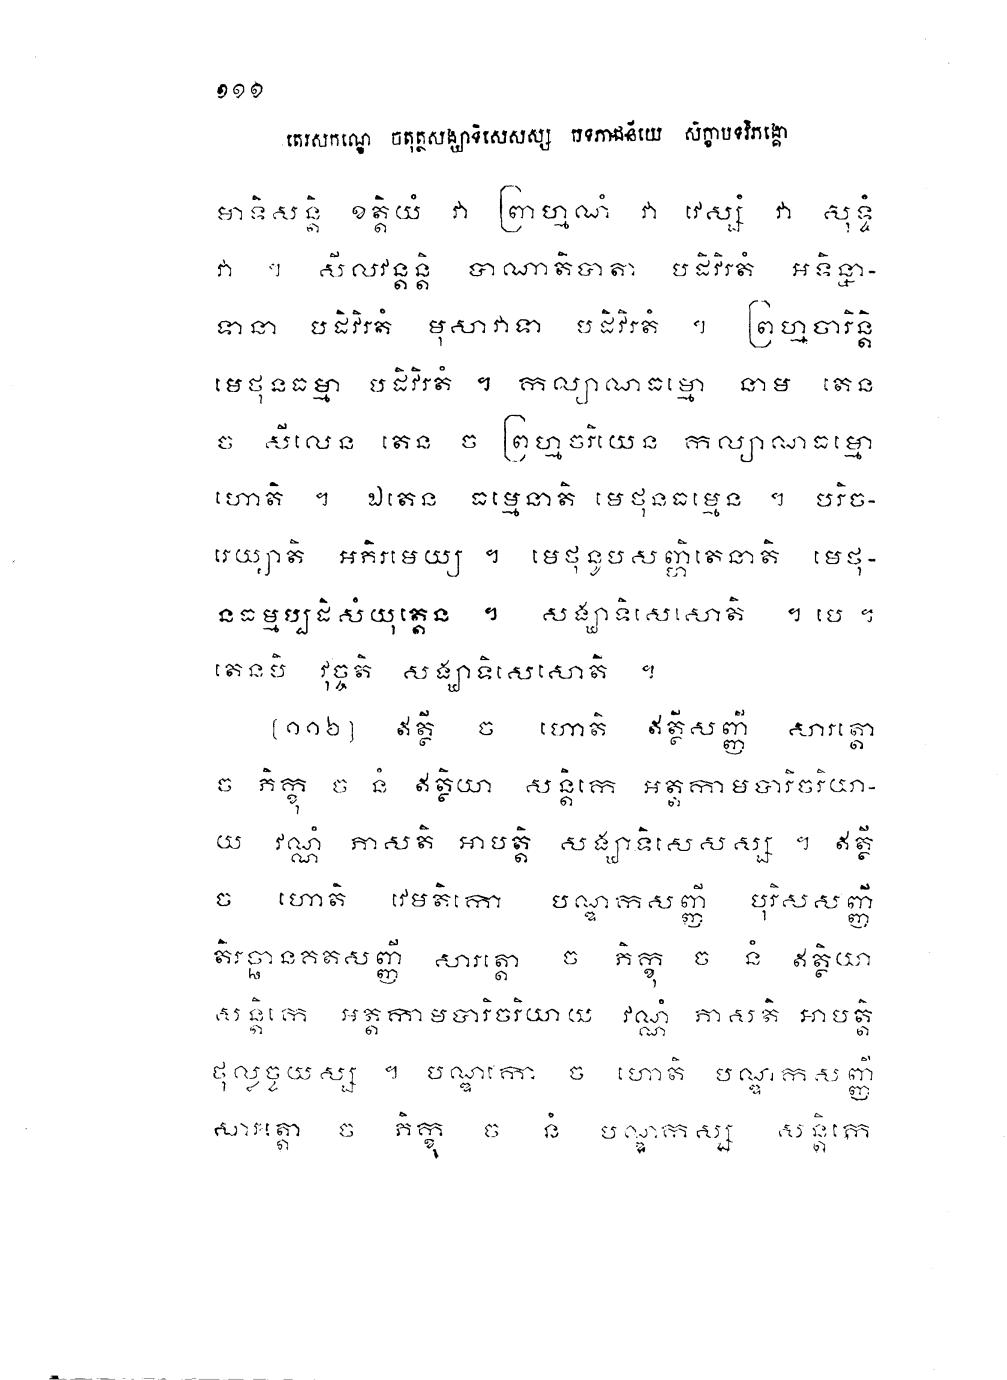 ១១១
តេរសកណ្ឌេ ចតុត្ថសង្ឃាទិសេសស្ស បទភាជនីយេ សិក្ខាបទវិភង្គោ
មាទិសន្តិ ខត្តិយំ វា ព្រាហ្មណំ វា វេស្សំ វា សុទ្ទំ
វា ។ សីលវន្តន្តិ បាណាតិបាតា បដិវិរតំ អទិន្នា-
ទានា បដិវិរតំ មុសាវាទា បដិវិរតំ ។ ព្រហ្មចារិន្តិ
មេថុនធម្មា បដិវិរតំ ។ កល្យាណធម្មោ នាម តេន
ច សីលេន តេន ច ព្រហ្មចរិយេន កល្យាណធម្មោ
ហោតិ ។ ឯតេន ធម្មេនាតិ មេថុនធម្មេន ។ បរិច-
រេយ្យាតិ អភិរមេយ្យ ។ មេថុនូបសញ្ហិតេនាតិ មេថុ-
នធម្មប្បដិសំយុត្តេន ។ សង្ឃាទិសេសោតិ ។ បេ ។
តេនបិ វុច្ចតិ សង្ឃាទិសេសោតិ ។
[១១៦] ឥត្ថី ច ហោតិ ឥត្ថីសញ្ញី សារត្តោ
ច ភិក្ខុ ច នំ ឥត្ថិយា សន្តិកេ អត្តកាមបារិចរិយា-
យ វណ្ណំ ភាសតិ អាបត្តិ សង្ឃាទិសេសស្ស ។ ឥត្ថី
ច ហោតិ វេមតិកោ បណ្ឌកសញ្ញី បុរិសសញ្ញី
តិរច្ឆានគតសញ្ញី សារត្តោ ច ភិក្ខុ ច នំ ឥត្ថិយា
សន្តិកេ អត្តកាមបារិចរិយាយ វណ្ណំ ភាសតិ អាបត្តិ
ថុល្លច្ចយស្ស ។ បណ្ឌកោ ច ហោតិ បណ្ឌកសញ្ញី
សារត្តោ ច ភិក្ខុ ច នំ បណ្ឌកស្ស សន្តិកេ